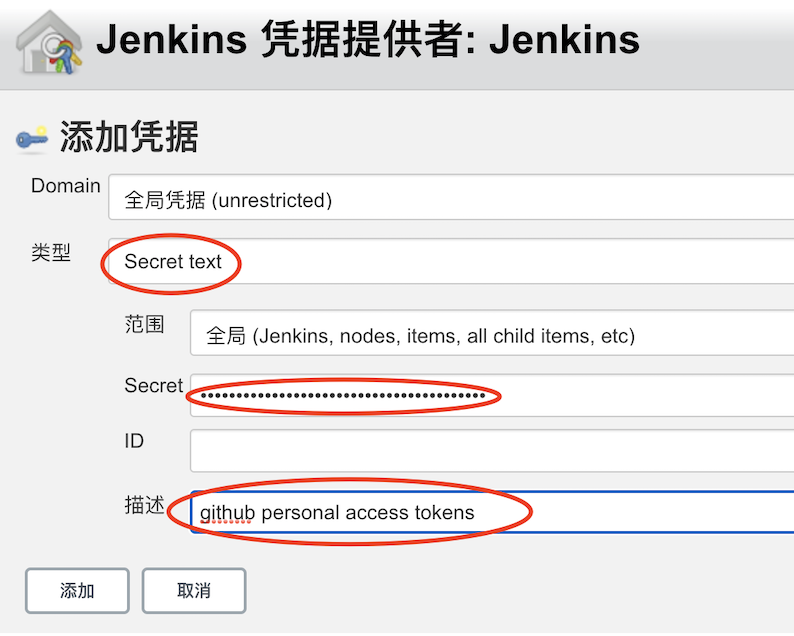 Jenkins 凭据提供者: Jenkins
添加凭据
Domain
全局凭据 (unrestricted)
类型
Secret text
范围
全局 (Jenkins, nodes, items, all child items, etc)
Secret
••••••••••••••••••••••••••••••••••••••••
ID
描述
github personal access tokens
添加
取消